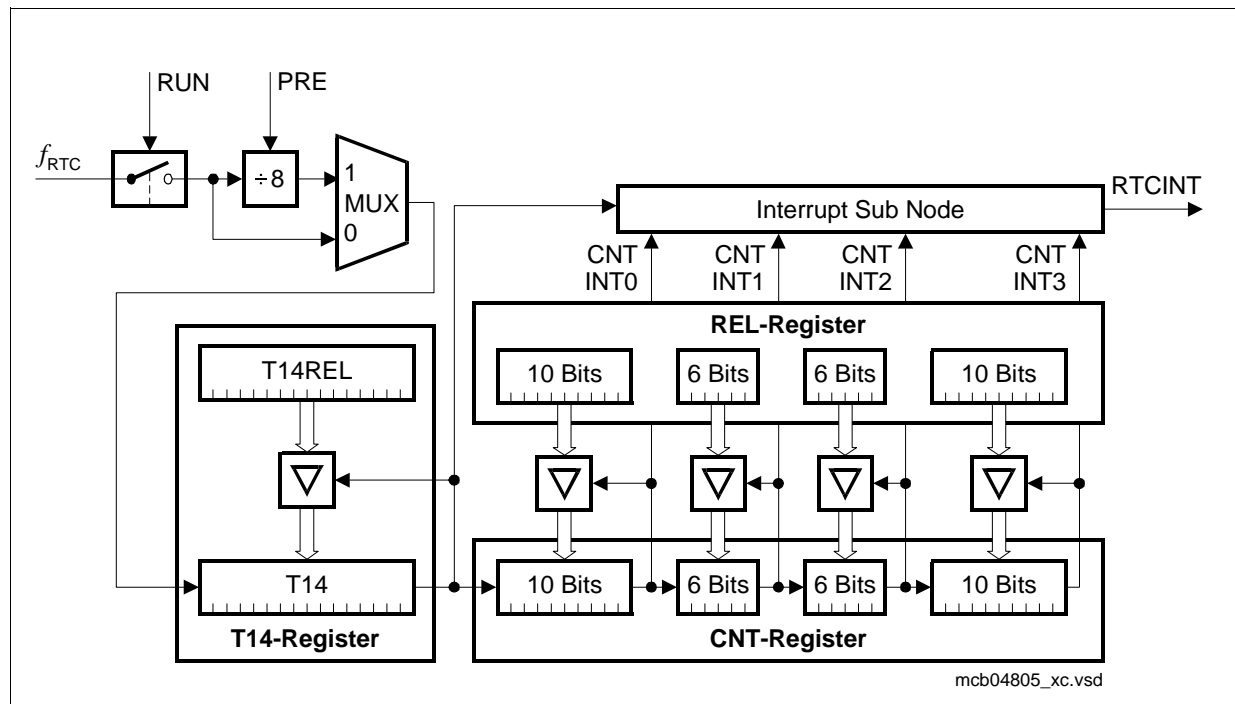 RUN
PRE
fRTC
÷8
1
MUX
0
RTCINT
Interrupt Sub Node
CNT INT0
CNT INT1
CNT INT2
CNT INT3
REL-Register
T14REL
10 Bits
6 Bits
6 Bits
10 Bits
T14
10 Bits
6 Bits
6 Bits
10 Bits
T14-Register
CNT-Register
mcb04805_xc.vsd